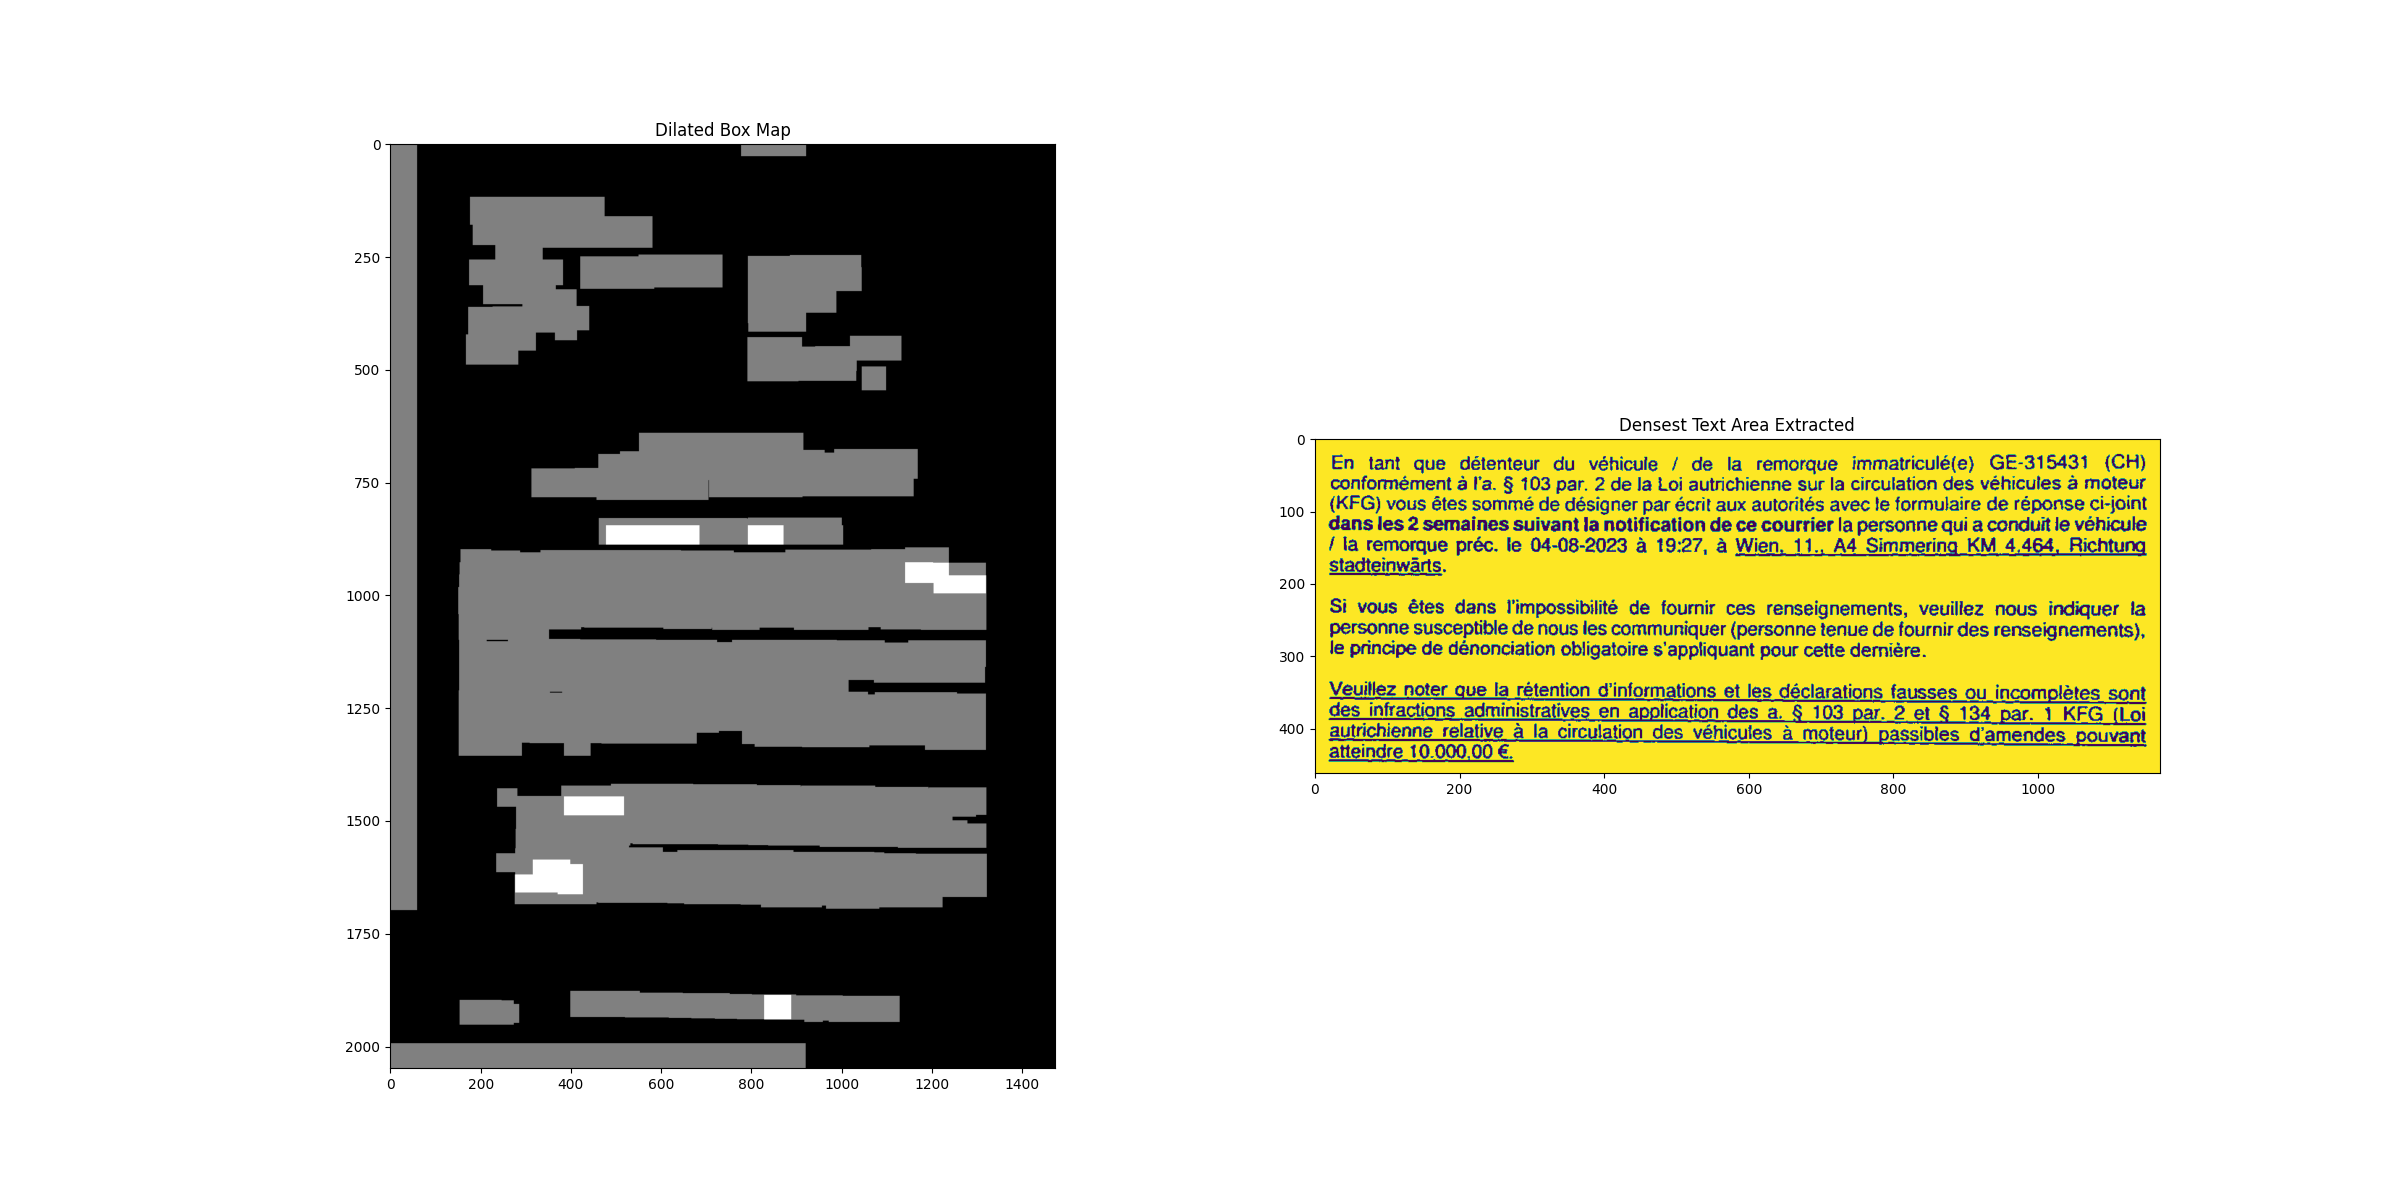 Dilated Box Map
0
250
500
750
1000
1250
1500
1750
2000
0 200 400 600 800 1000 1200 1400
Densest Text Area Extracted
0
100
200
300
400
En tant que détenteur du véhicule / de la remorque immatriculé(e) GE-315431 (CH)
conformément à l'a. § 103 par. 2 de la Loi autrichienne sur la circulation des véhicules à moteur
(KFG) vous êtes sommé de désigner par écrit aux autorités avec le formulaire de réponse ci-joint
dans les 2 semaines suivant la notification de ce courrier la personne qui a conduit le véhicule
/ la remorque préc. le 04-08-2023 à 19:27, à Wien, 11., A4 Simmering KM 4.464, Richtung
stadteinwärts.
Si vous êtes dans l'impossibilité de fournir ces renseignements, veuillez nous indiquer la
personne susceptible de nous les communiquer (personne tenue de fournir des renseignements),
le principe de dénonciation obligatoire s'appliquant pour cette dernière.
Veuillez noter que la rétention d'informations et les déclarations fausses ou incomplètes sont
des infractions administratives en application des a. § 103 par. 2 et § 134 par. 1 KFG (Loi
autrichienne relative à la circulation des véhicules à moteur) passibles d'amendes pouvant
atteindre 10.000,00 €.
0 200 400 600 800 1000